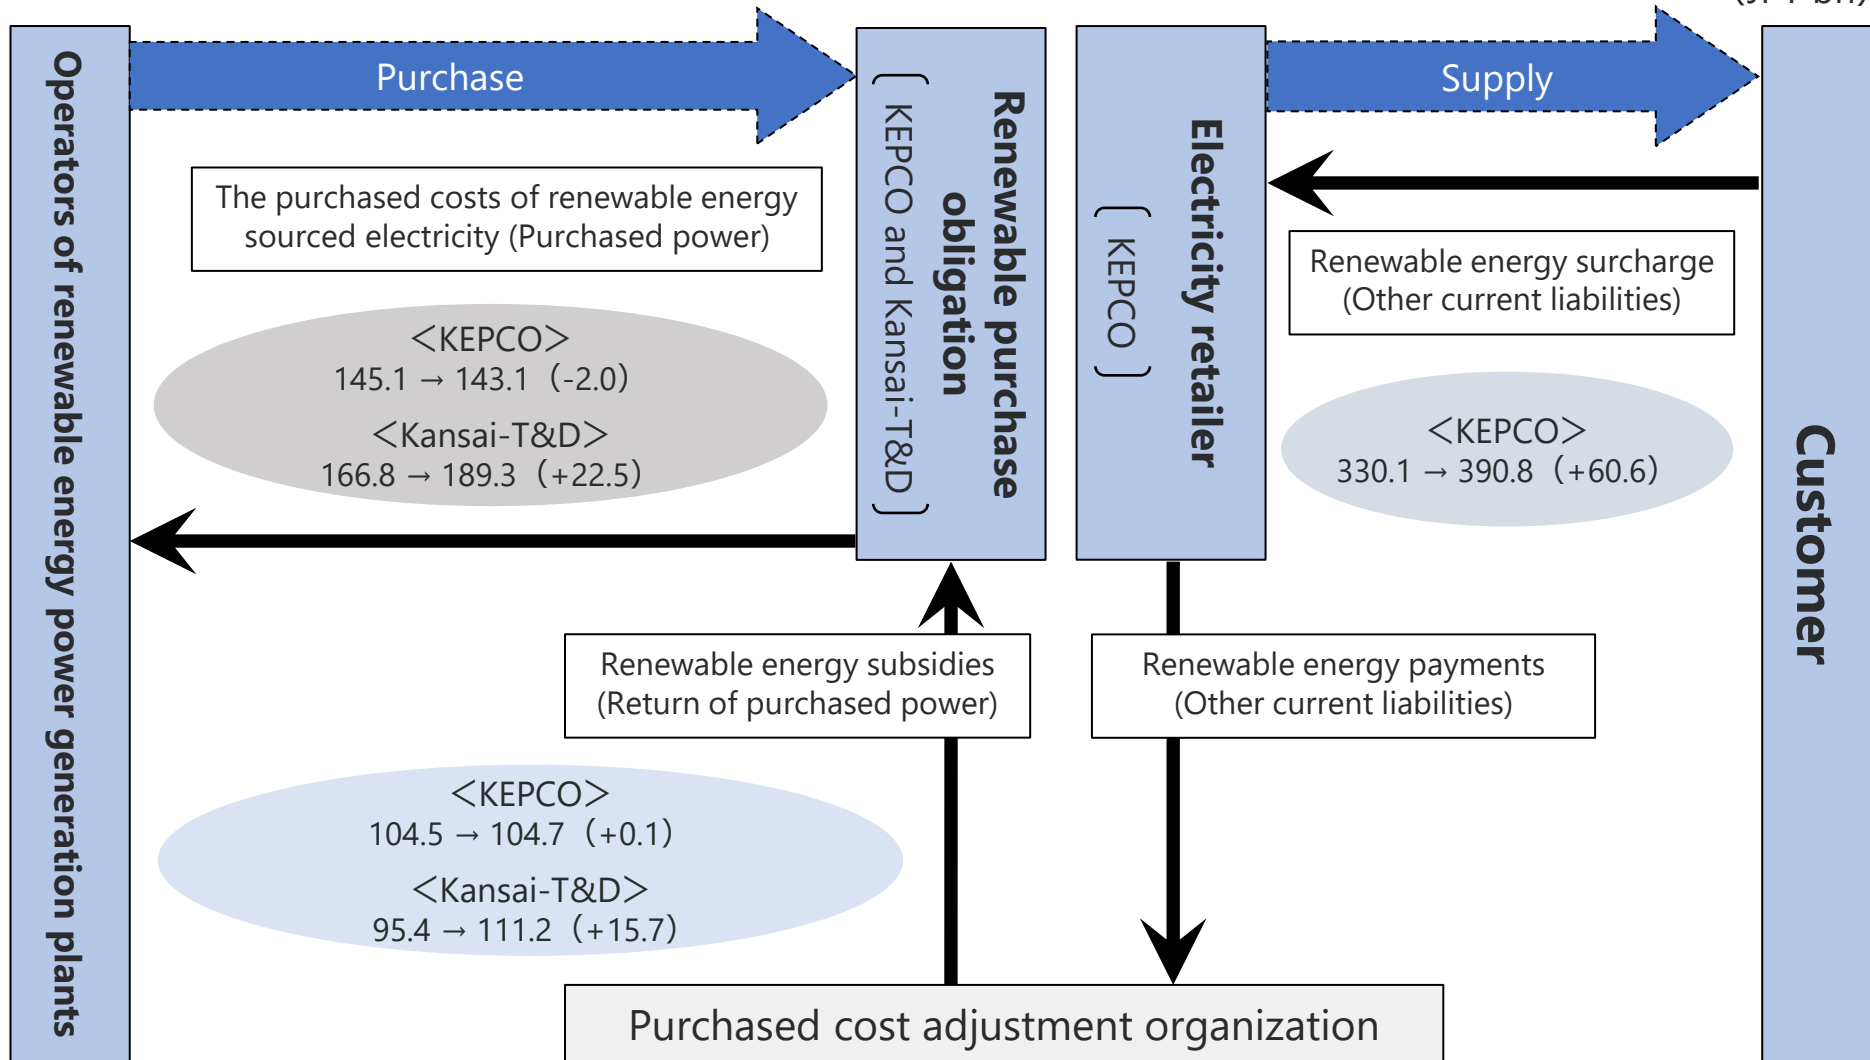 Operators of renewable energy power generation plants
Purchase
The purchased costs of renewable energy
sourced electricity (Purchased power)
<KEPCO>
145.1 → 143.1 (-2.0)
<Kansai-T&D>
166.8 → 189.3 (+22.5)
Renewable purchase
obligation
[KEPCO and Kansai-T&D]
Electricity retailer
[KEPCO]
Supply
Renewable energy surcharge
(Other current liabilities)
<KEPCO>
330.1 → 390.8 (+60.6)
Customer
Renewable energy subsidies
(Return of purchased power)
Renewable energy payments
(Other current liabilities)
<KEPCO>
104.5 → 104.7 (+0.1)
<Kansai-T&D>
95.4 → 111.2 (+15.7)
Purchased cost adjustment organization